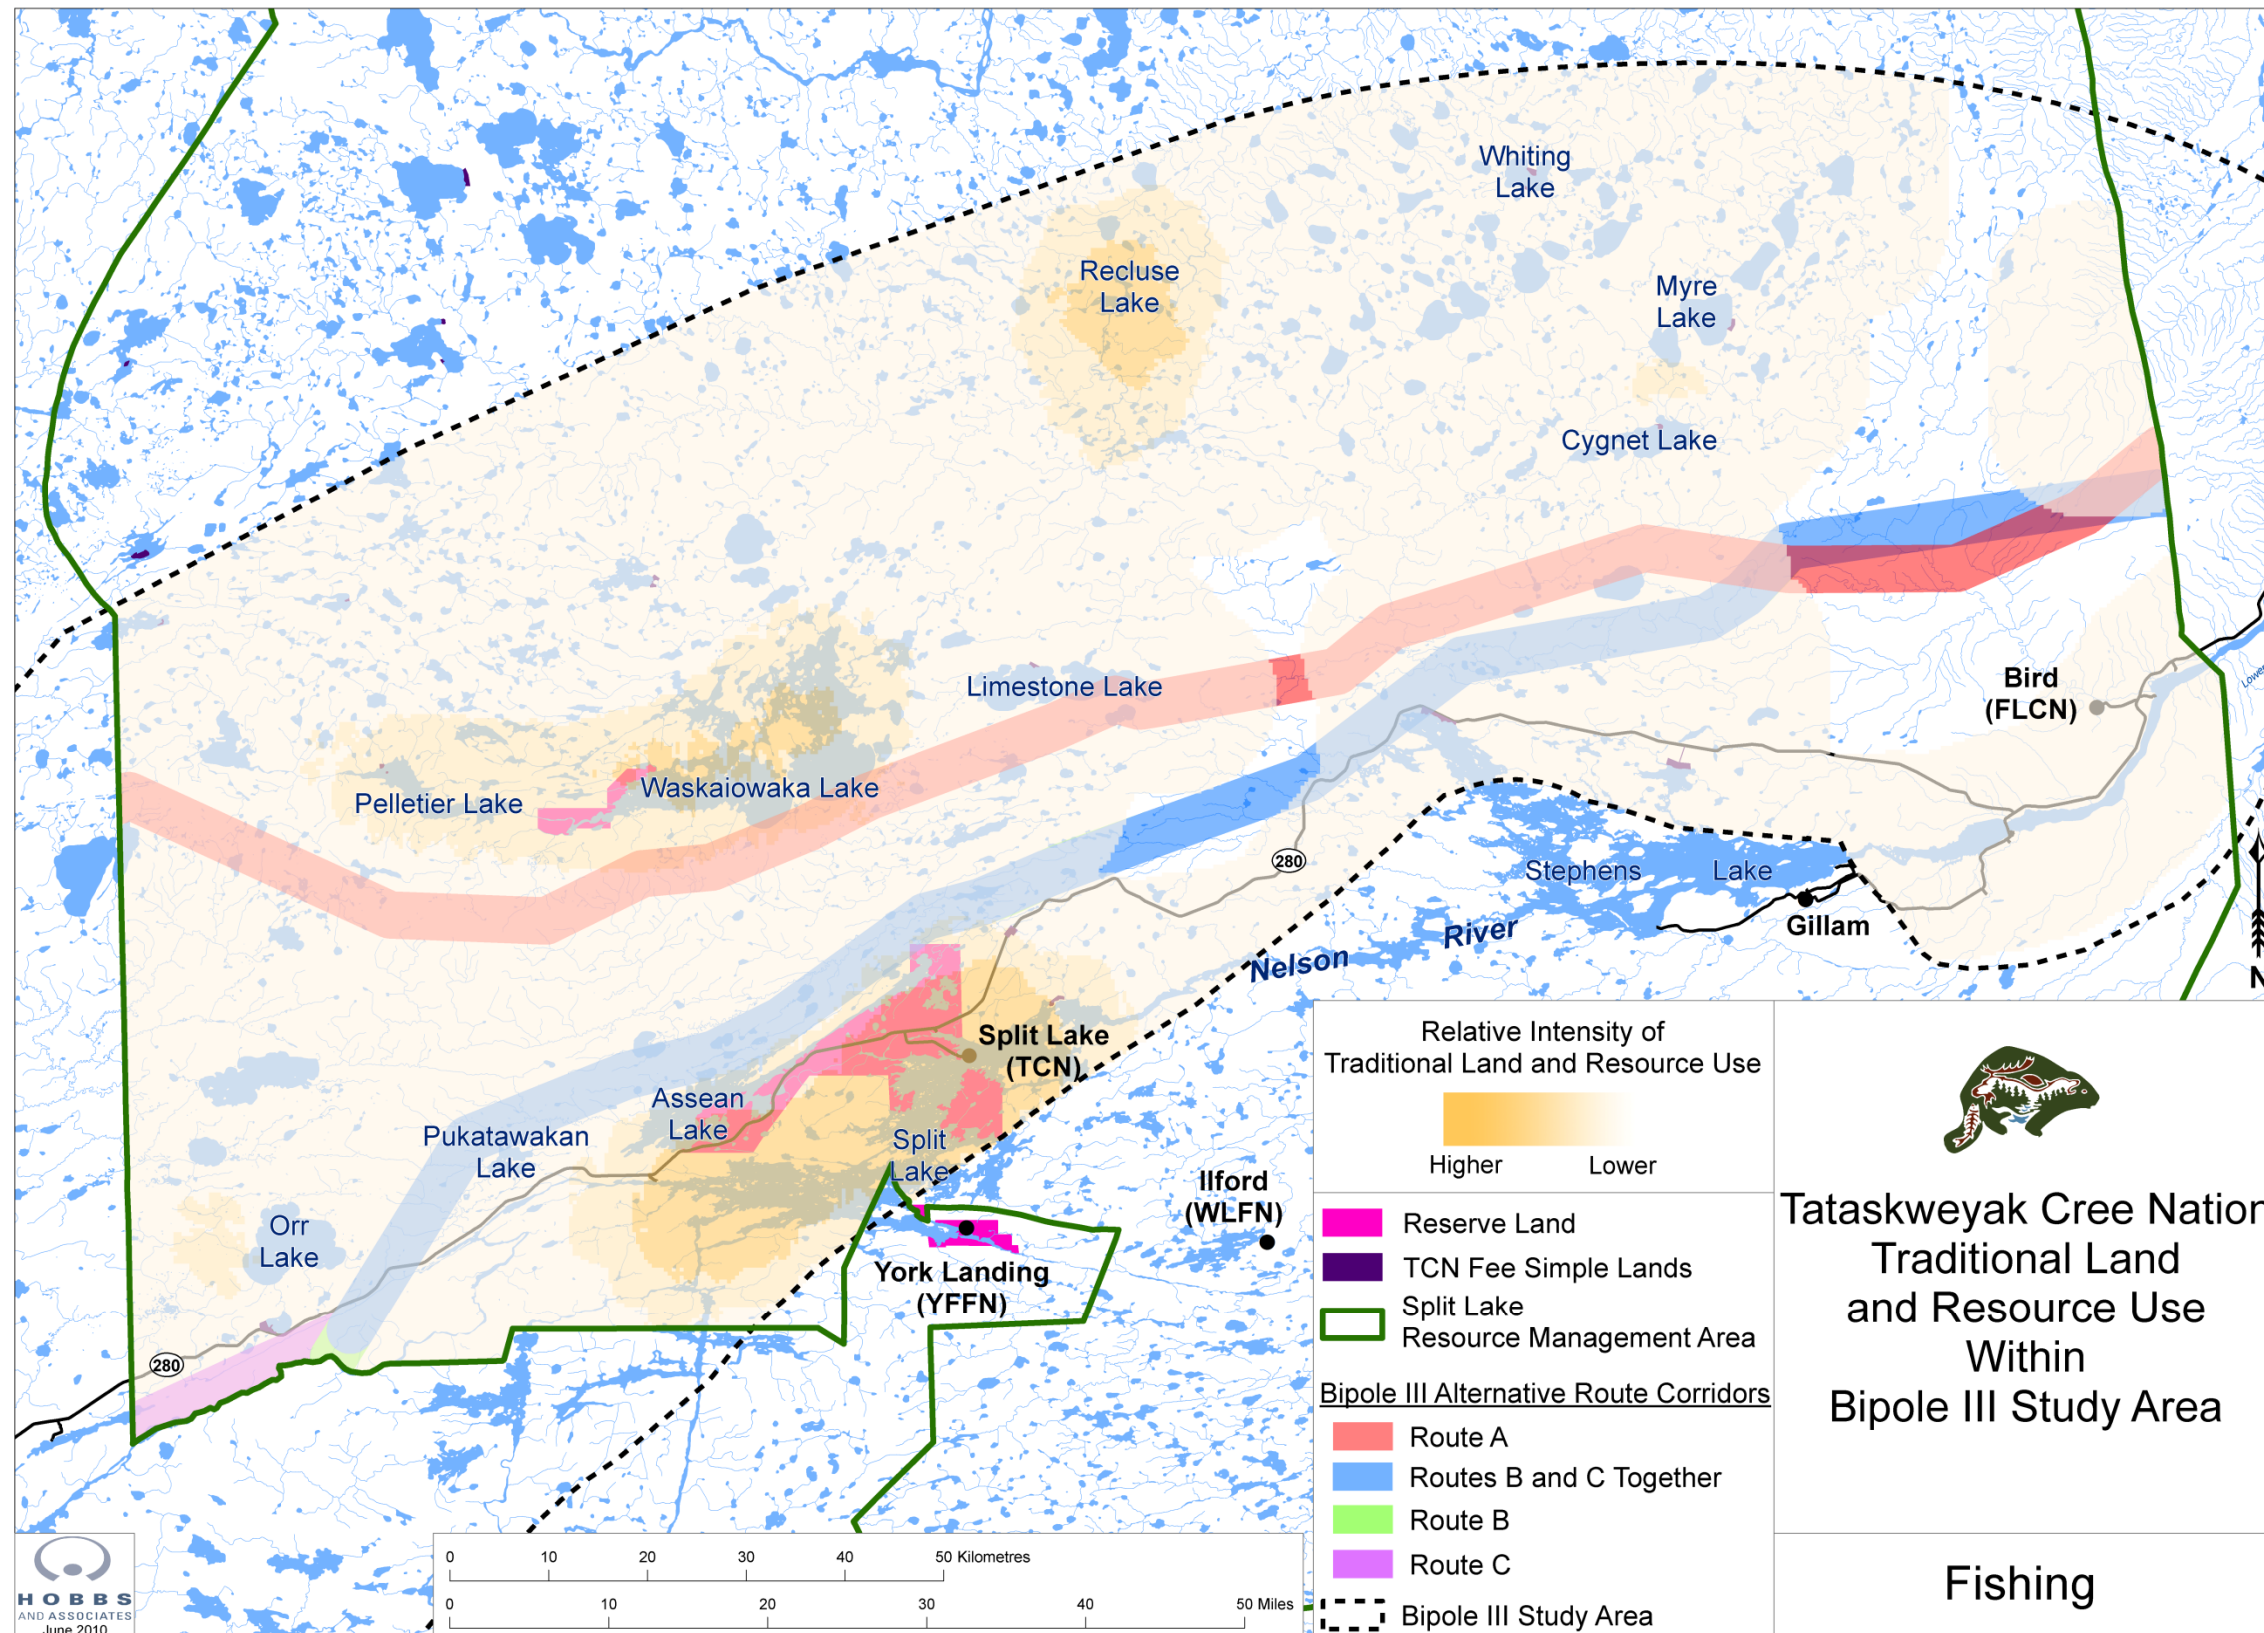 Whiting
Lake
Recluse
Lake
Myre
Lake
Cygnet Lake
Limestone Lake
Bird
(FLCN)
Lowe
Pelletier Lake
Waskaiowaka Lake
280
Stephens Lake
Gillam
Nelson River
N
Split Lake
(TCN)
Assean
Lake
Pukatawakan
Lake
Split
Lake
Orr
Lake
Ilford
(WLFN)
York Landing
(YFFN)
280
Relative Intensity of
Traditional Land and Resource Use
Higher Lower
Reserve Land
TCN Fee Simple Lands
Split Lake
Resource Management Area
Bipole III Alternative Route Corridors
Route A
Routes B and C Together
Route B
Route C
Bipole III Study Area
Tataskweyak Cree Nation
Traditional Land
and Resource Use
Within
Bipole III Study Area
Fishing
HOBBS
AND ASSOCIATES
June 2010
0 10 20 30 40 50 Kilometres
0 10 20 30 40 50 Miles